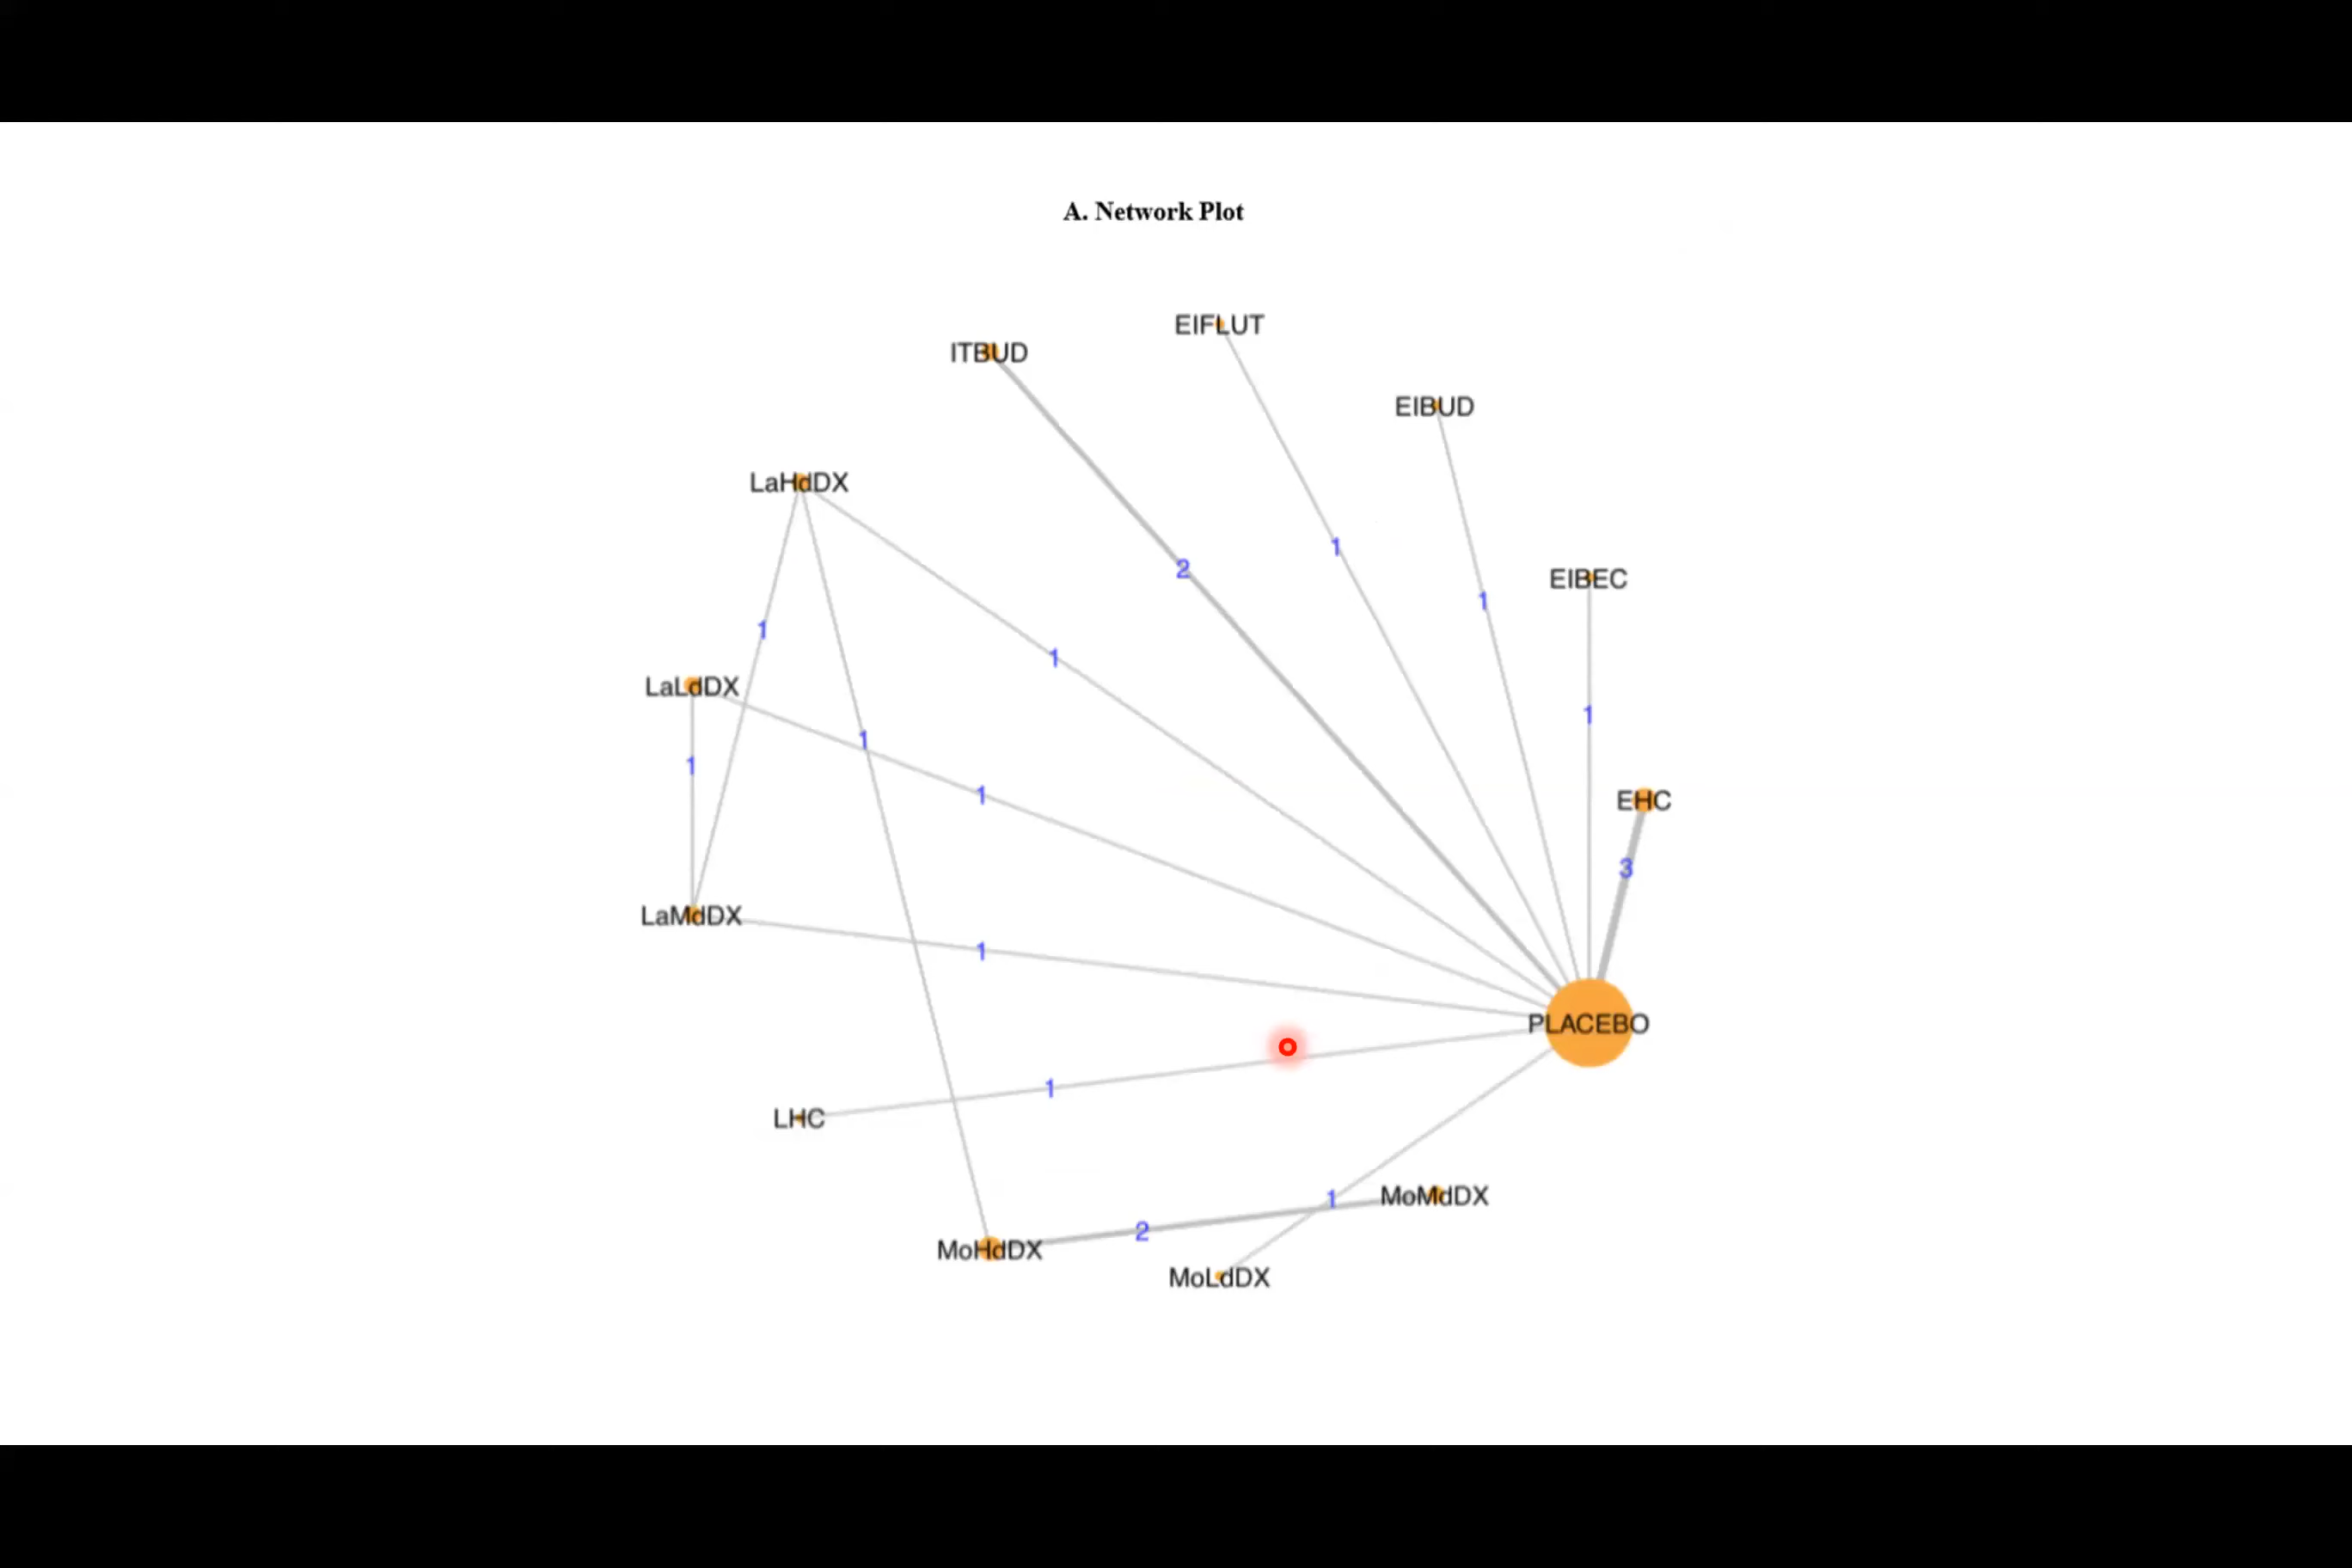 A. Network Plot
EIFLUT
ITBUD
EIBUD
LaHdDX
2
1
EIBEC
1
1
1
LaLdDX
1
1
1
1
EHC
3
LaMdDX
1
PLACEBO
1
LHC
1
MoMdDX
2
MoHdDX
MoLdDX